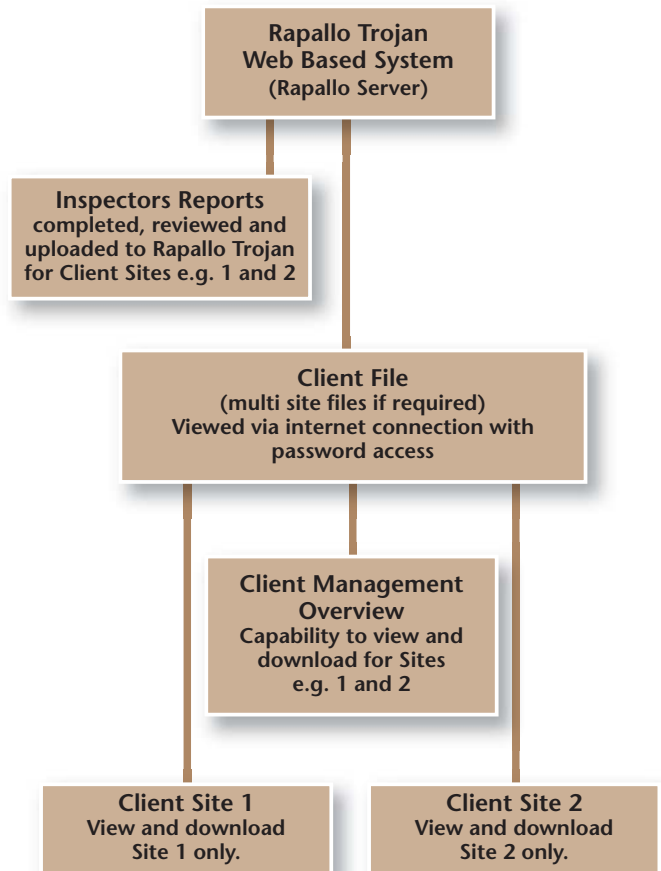 Rapallo Trojan
Web Based System
(Rapallo Server)
Inspectors Reports
completed, reviewed and
uploaded to Rapallo Trojan
for Client Sites e.g. 1 and 2
Client File
(multi site files if required)
Viewed via internet connection with
password access
Client Management
Overview
Capability to view and
download for Sites
e.g. 1 and 2
Client Site 1
View and download
Site 1 only.
Client Site 2
View and download
Site 2 only.